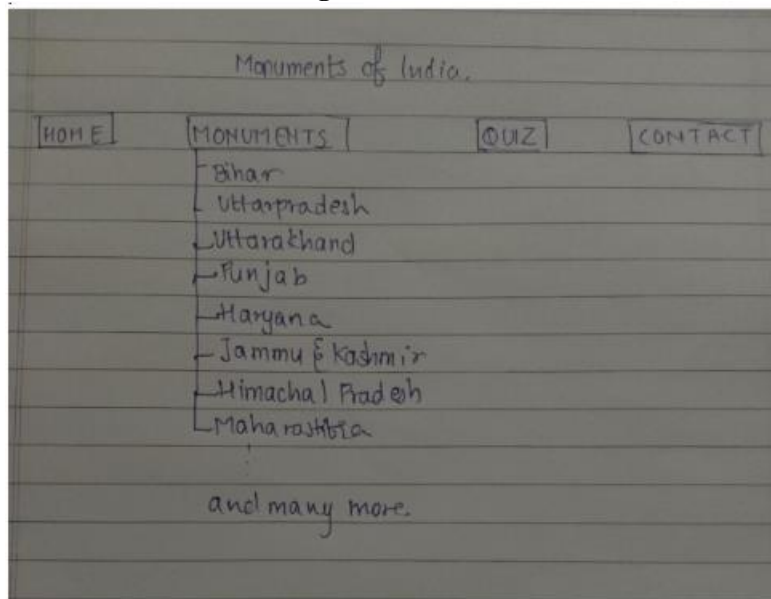 Monuments of India.
HOME MONUMENTS QUIZ CONTACT
Bihar
Uttarpradesh
Uttarakhand
Punjab
Haryana
Jammu & Kashmir
Himachal Pradesh
Maharashtra
and many more.